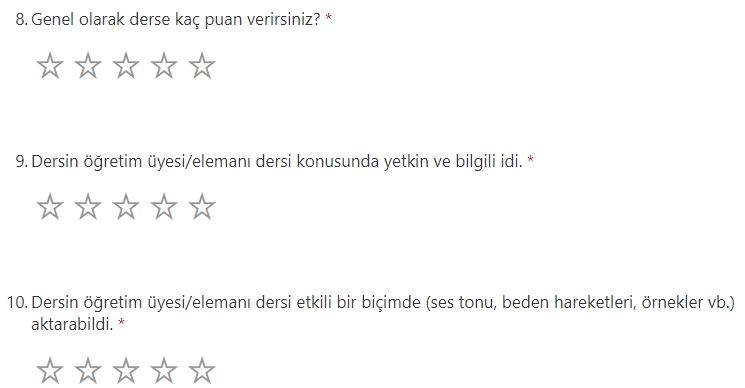 8. Genel olarak derse kaç puan verirsiniz? *
9. Dersin öğretim üyesi/elemanı dersi konusunda yetkin ve bilgili idi. *
10. Dersin öğretim üyesi/elemanı dersi etkili bir biçimde (ses tonu, beden hareketleri, örnekler vb.)
aktarabildi. *